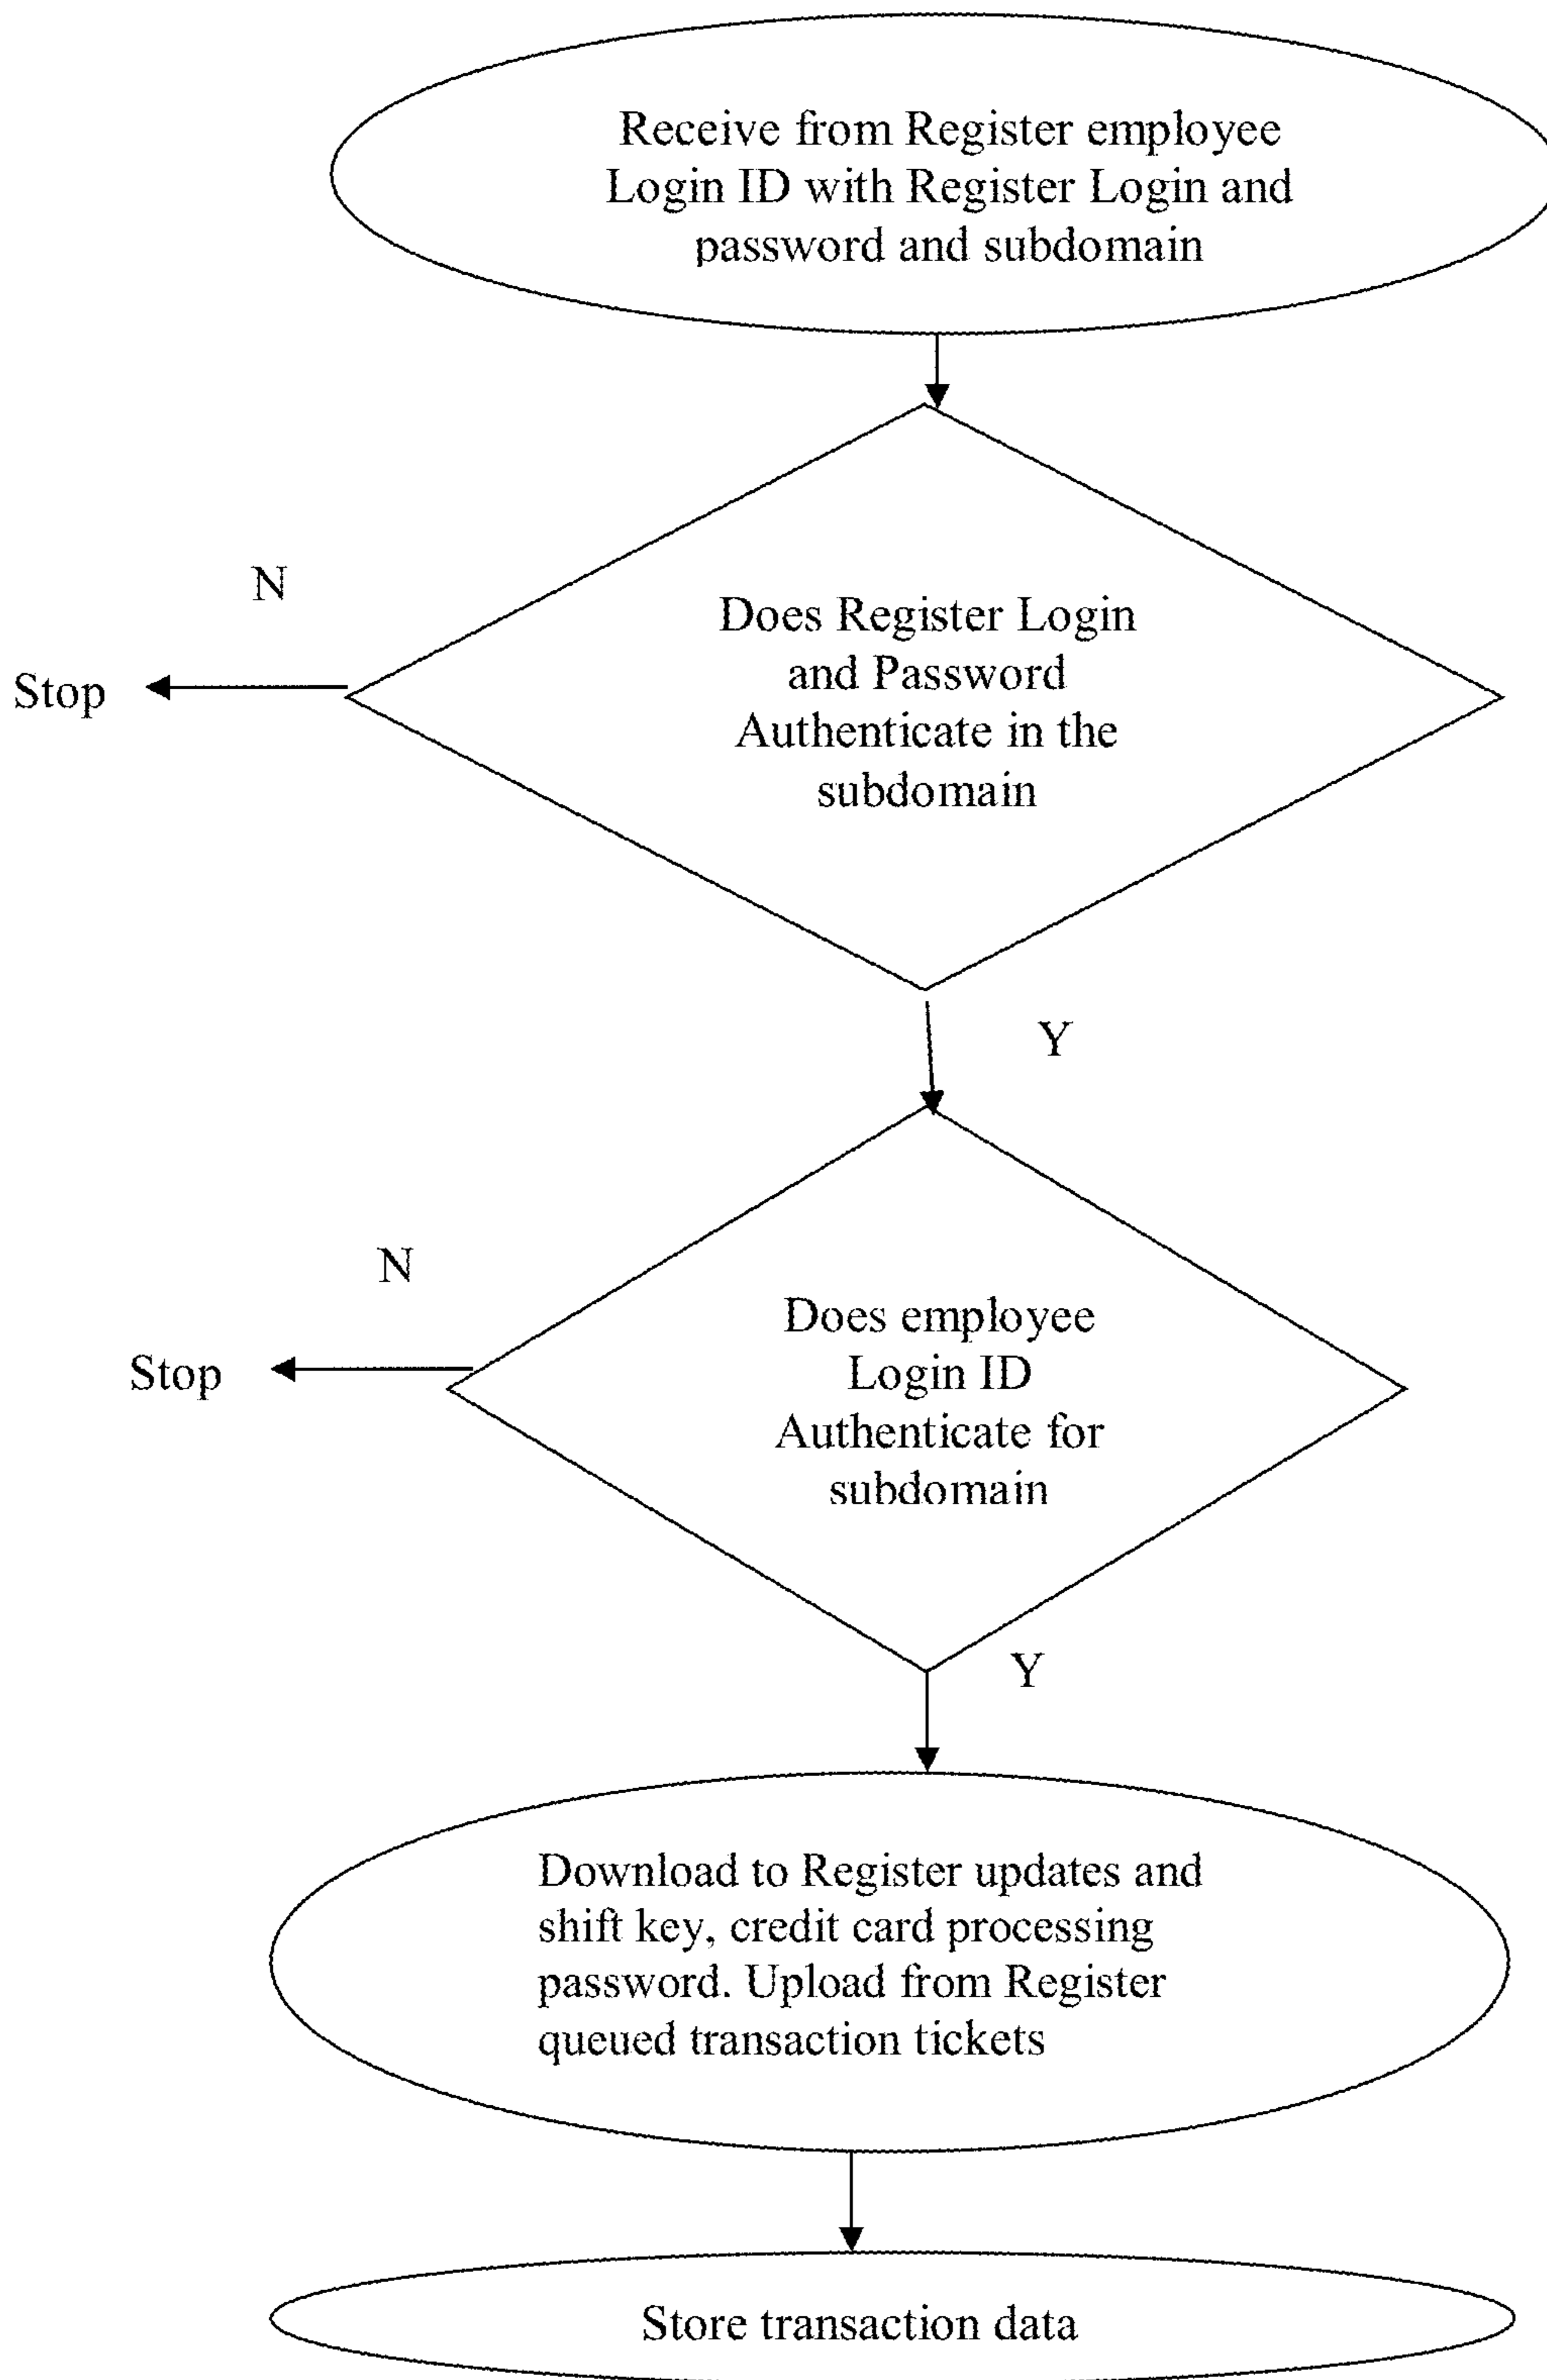 Receive from Register employee
Login ID with Register Login and
password and subdomain
N
Does Register Login
and Password
Authenticate in the
subdomain
Stop
Y
N
Does employee
Login ID
Authenticate for
subdomain
Stop
Y
Download to Register updates and
shift key, credit card processing
password. Upload from Register
queued transaction tickets
Store transaction data